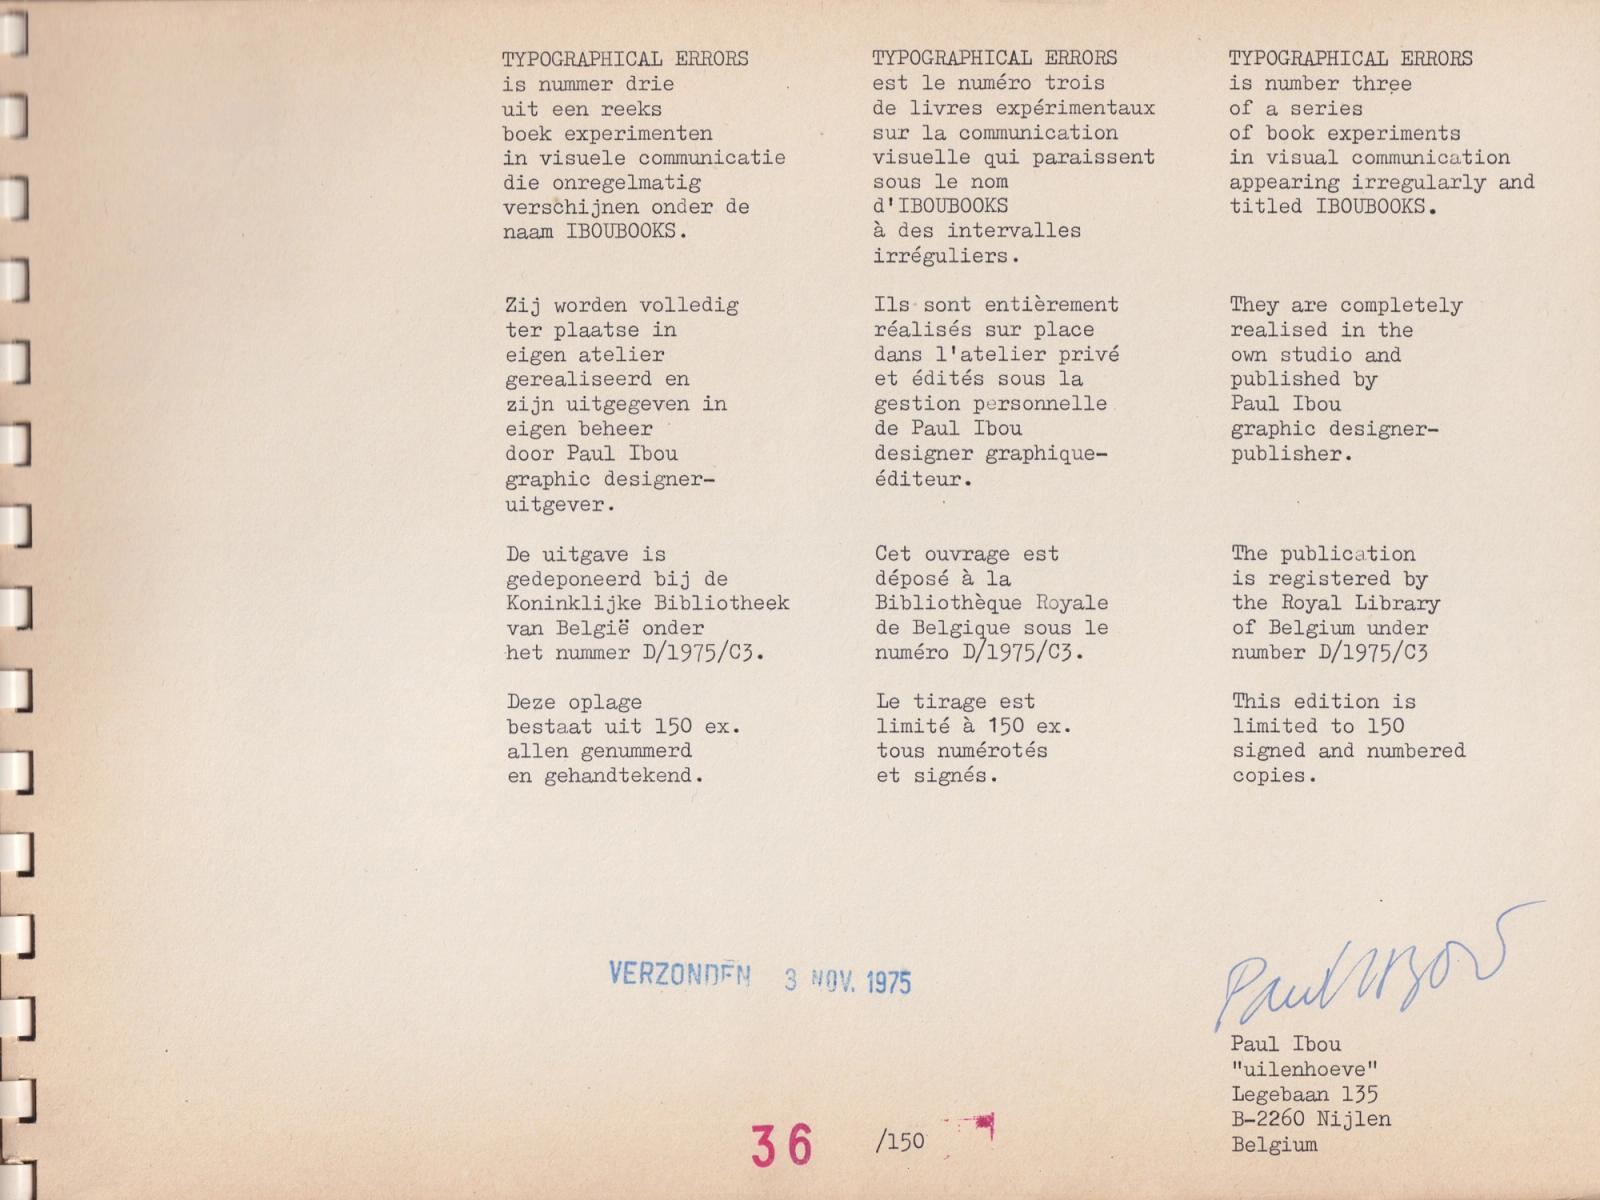 TYPOGRAPHICAL ERRORS
is nummer drie
uit een reeks
boek experimenten
in visuele communicatie
die onregelmatig
verschijnen onder de
naam IBOUBOOKS.
Zij worden volledig
ter plaatse in
eigen atelier
gerealiseerd en
zijn uitgegeven in
eigen beheer
door Paul Ibou
graphic designer-
uitgever.
De uitgave is
gedeponeerd bij de
Koninklijke Bibliotheek
van België onder
het nummer D/1975/C3.
Deze oplage
bestaat uit 150 ex.
allen genummerd
en gehandtekend.
TYPOGRAPHICAL ERRORS
est le numéro trois
de livres expérimentaux
sur la communication
visuelle qui paraissent
sous le nom
d'IBOUBOOKS
à des intervalles
irréguliers.
Ils sont entièrement
réalisés sur place
dans l'atelier privé
et édités sous la
gestion personnelle
de Paul Ibou
designer graphique-
éditeur.
Cet ouvrage est
déposé à la
Bibliothèque Royale
de Belgique sous le
numéro D/1975/C3.
Le tirage est
limité à 150 ex.
tous numérotés
et signés.
TYPOGRAPHICAL ERRORS
is number three
of a series
of book experiments
in visual communication
appearing irregularly and
titled IBOUBOOKS.
They are completely
realised in the
own studio and
published by
Paul Ibou
graphic designer-
publisher.
The publication
is registered by
the Royal Library
of Belgium under
number D/1975/C3
This edition is
limited to 150
signed and numbered
copies.
VERZONDEN 3 NOV. 1975
Paul Ibou
Paul Ibou
"uilenhoeve"
Legebaan 135
B-2260 Nijlen
Belgium
36 /150